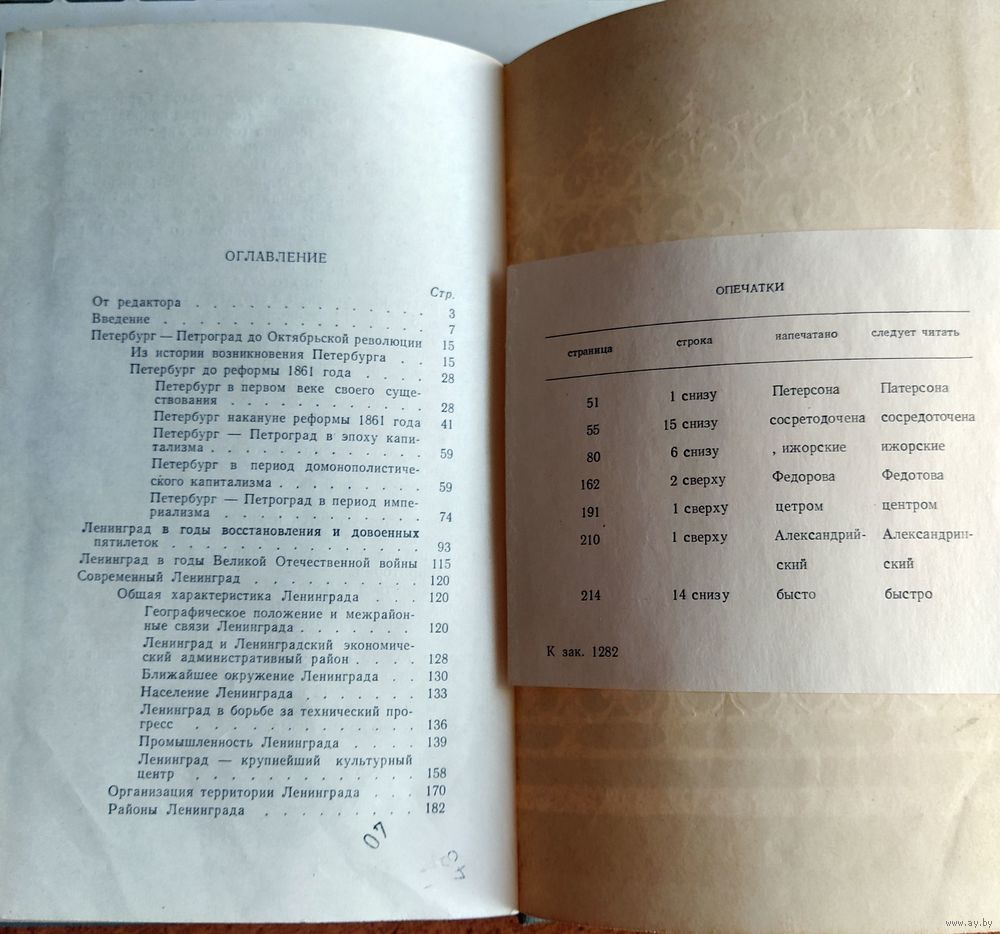 ОГЛАВЛЕНИЕ
Стр.
От редактора . . . . . . . . . . . . 3
Введение . . . . . . . . . . . . . 7
Петербург — Петроград до Октябрьской революции 15
Из истории возникновения Петербурга . . 15
Петербург до реформы 1861 года . . . . 28
Петербург в первом веке своего суще-
ствования . . . . . . . . . . 28
Петербург накануне реформы 1861 года 41
Петербург — Петроград в эпоху капи-
тализма . . . . . . . . . . . 59
Петербург в период домонополистиче-
ского капитализма . . . . . . . . 59
Петербург — Петроград в период импе-
риализма . . . . . . . . . . . 74
Ленинград в годы восстановления и довоенных
пятилеток . . . . . . . . . . . . . 93
Ленинград в годы Великой Отечественной войны 115
Современный Ленинград . . . . . . . . . 120
Общая характеристика Ленинграда . . . 120
Географическое положение и межрайон-
ные связи Ленинграда . . . . . . . 120
Ленинград и Ленинградский экономиче-
ский административный район . . . . 128
Ближайшее окружение Ленинграда . . 130
Население Ленинграда . . . . . . . 133
Ленинград в борьбе за технический про-
гресс . . . . . . . . . . . . 136
Промышленность Ленинграда . . . . 139
Ленинград — крупнейший культурный
центр . . . . . . . . . . . . 158
Организация территории Ленинграда . . . 170
Районы Ленинграда . . . . . . . . . 182
07
ОПЕЧАТКИ
страница строка напечатано следует читать
51 1 снизу Петерсона Патерсона
55 15 снизу сосретодочена сосредоточена
80 6 снизу , ижорские ижорские
162 2 сверху Федорова Федотова
191 1 сверху цетром центром
210 1 сверху Александрий- Александрин-
ский ский
214 14 снизу бысто быстро
К зак. 1282
www.ay.by